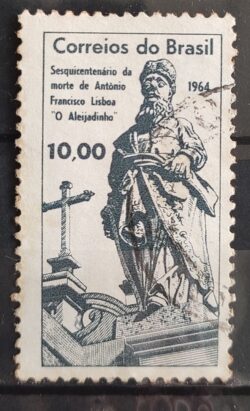 Correios do Brasil
Sesquicentenário da
morte de Antônio
Francisco Lisboa
"O Aleijadinho"
1964
10,00